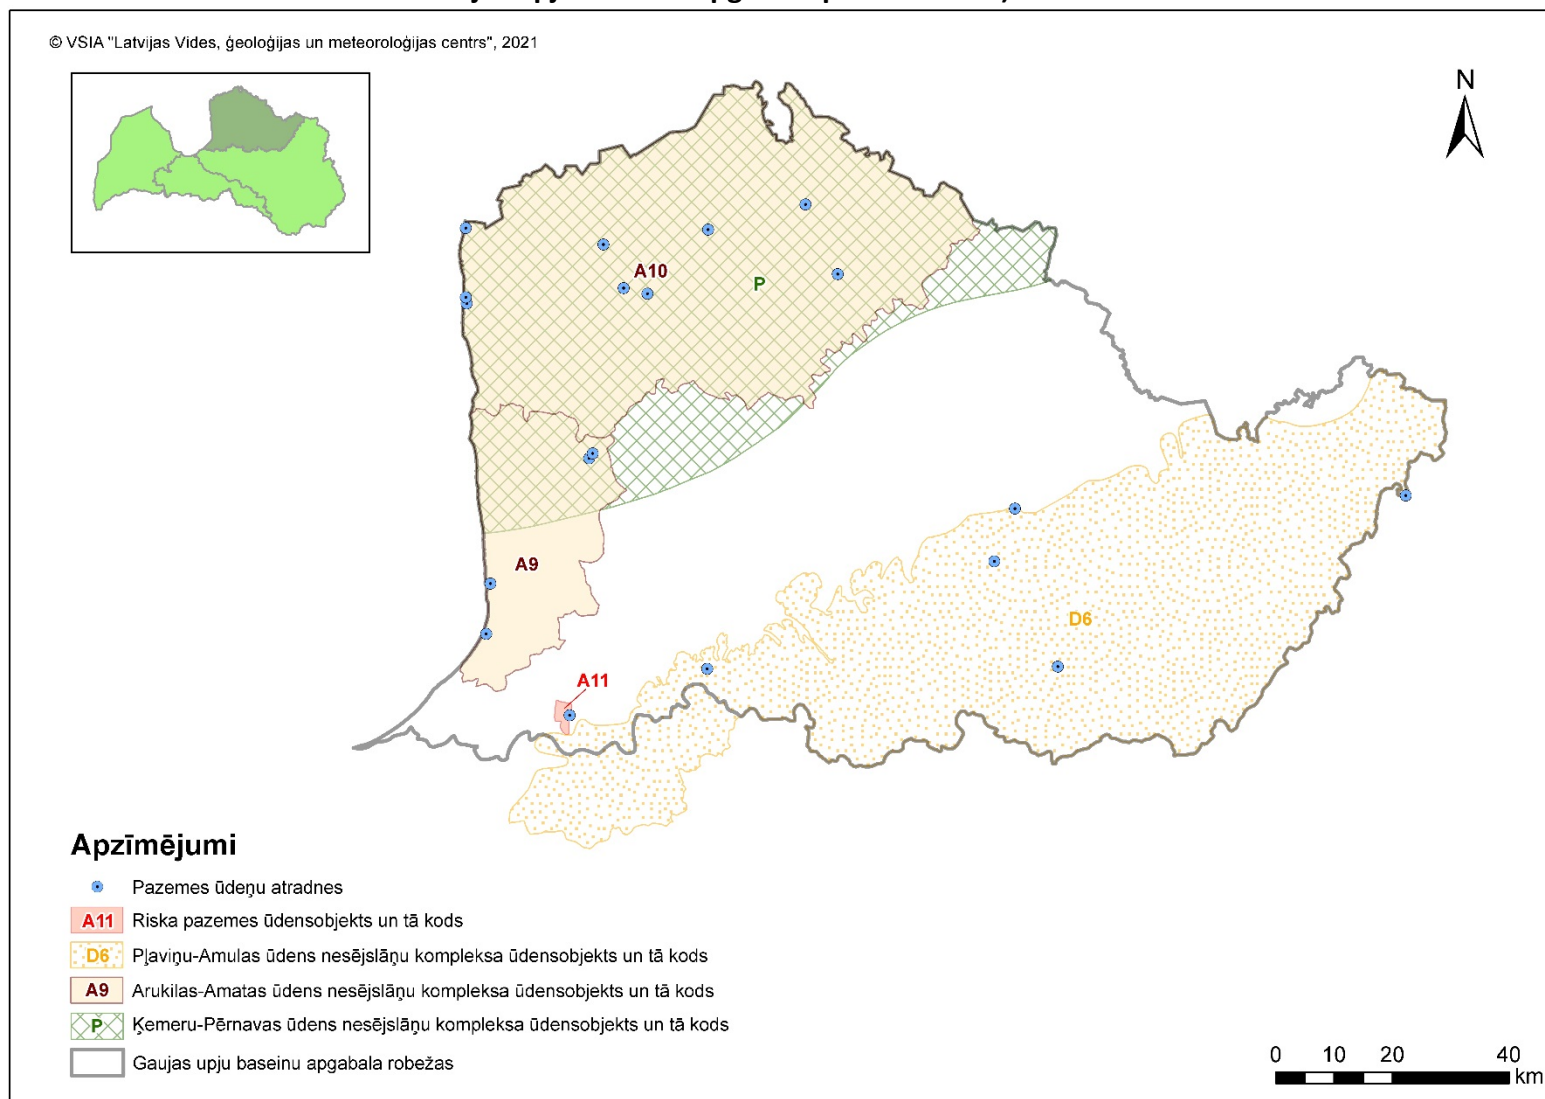 © VSIA "Latvijas Vides, ģeoloģijas un meteoroloģijas centrs", 2021
N
A10
P
A9
D6
A11
Apzīmējumi
Pazemes ūdeņu atradnes
A11 Riska pazemes ūdensobjekts un tā kods
D6 Pļaviņu-Amulas ūdens nesējslāņu kompleksa ūdensobjekts un tā kods
A9 Arukilas-Amatas ūdens nesējslāņu kompleksa ūdensobjekts un tā kods
P Ķemeru-Pērnavas ūdens nesējslāņu kompleksa ūdensobjekts un tā kods
Gaujas upju baseinu apgabala robežas
0 10 20 40
km